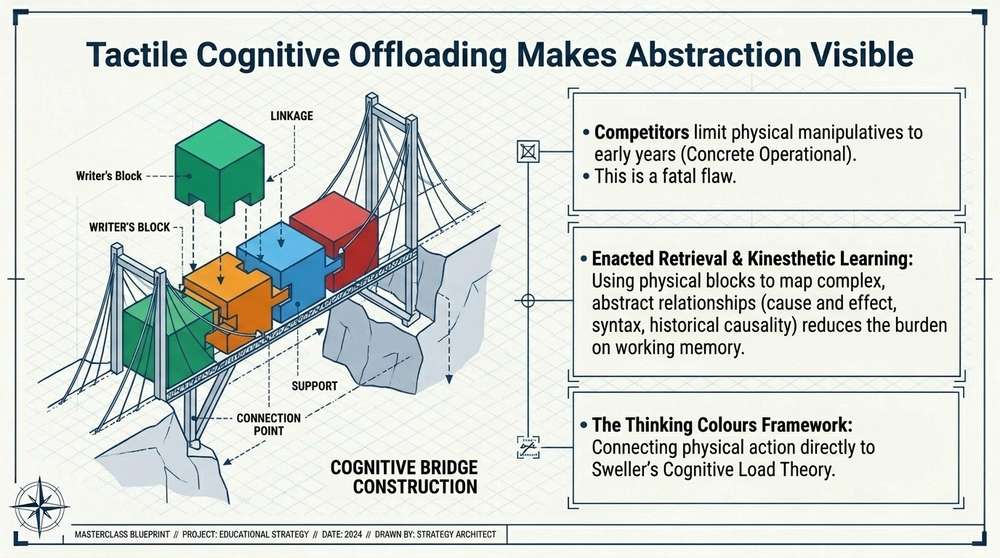 Tactile Cognitive Offloading Makes Abstraction Visible
LINKAGE
Writer's Block
WRITER'S BLOCK
SUPPORT
CONNECTION
POINT
COGNITIVE BRIDGE
CONSTRUCTION
• Competitors limit physical manipulatives to
early years (Concrete Operational).
• This is a fatal flaw.
• Enacted Retrieval & Kinesthetic Learning:
Using physical blocks to map complex,
abstract relationships (cause and effect,
syntax, historical causality) reduces the burden
on working memory.
• The Thinking Colours Framework:
Connecting physical action directly to
Sweller's Cognitive Load Theory.
MASTERCLASS BLUEPRINT // PROJECT: EDUCATIONAL STRATEGY // DATE: 2024 // DRAWN BY: STRATEGY ARCHITECT